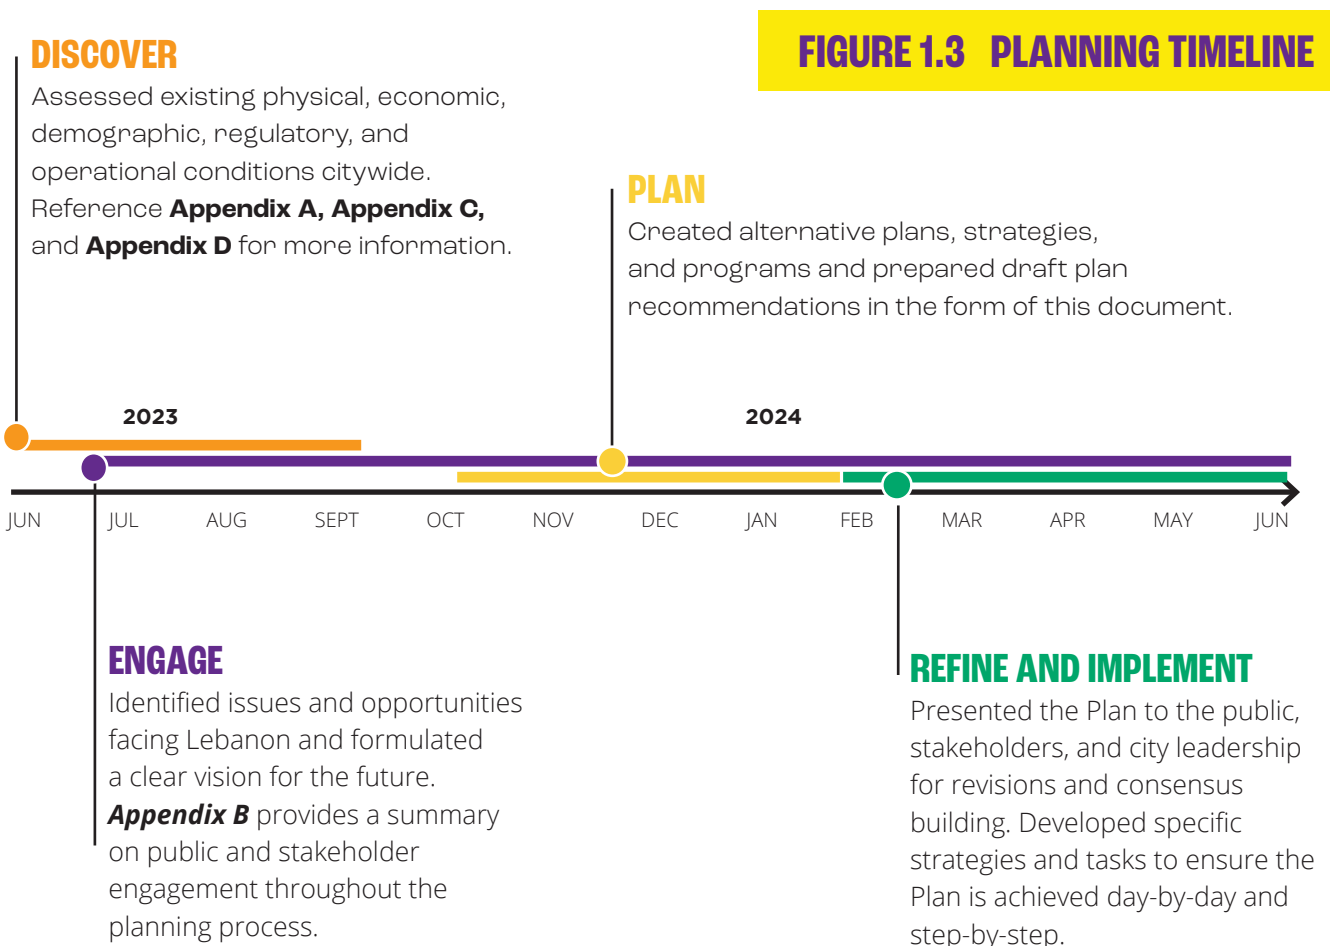 FIGURE 1.3 PLANNING TIMELINE
DISCOVER
Assessed existing physical, economic,
demographic, regulatory, and
operational conditions citywide.
Reference Appendix A, Appendix C,
and Appendix D for more information.
PLAN
Created alternative plans, strategies,
and programs and prepared draft plan
recommendations in the form of this document.
2023
2024
JUN
JUL
AUG
SEPT
OCT
NOV
DEC
JAN
FEB
MAR
APR
MAY
JUN
ENGAGE
Identified issues and opportunities
facing Lebanon and formulated
a clear vision for the future.
Appendix B provides a summary
on public and stakeholder
engagement throughout the
planning process.
REFINE AND IMPLEMENT
Presented the Plan to the public,
stakeholders, and city leadership
for revisions and consensus
building. Developed specific
strategies and tasks to ensure the
Plan is achieved day-by-day and
step-by-step.